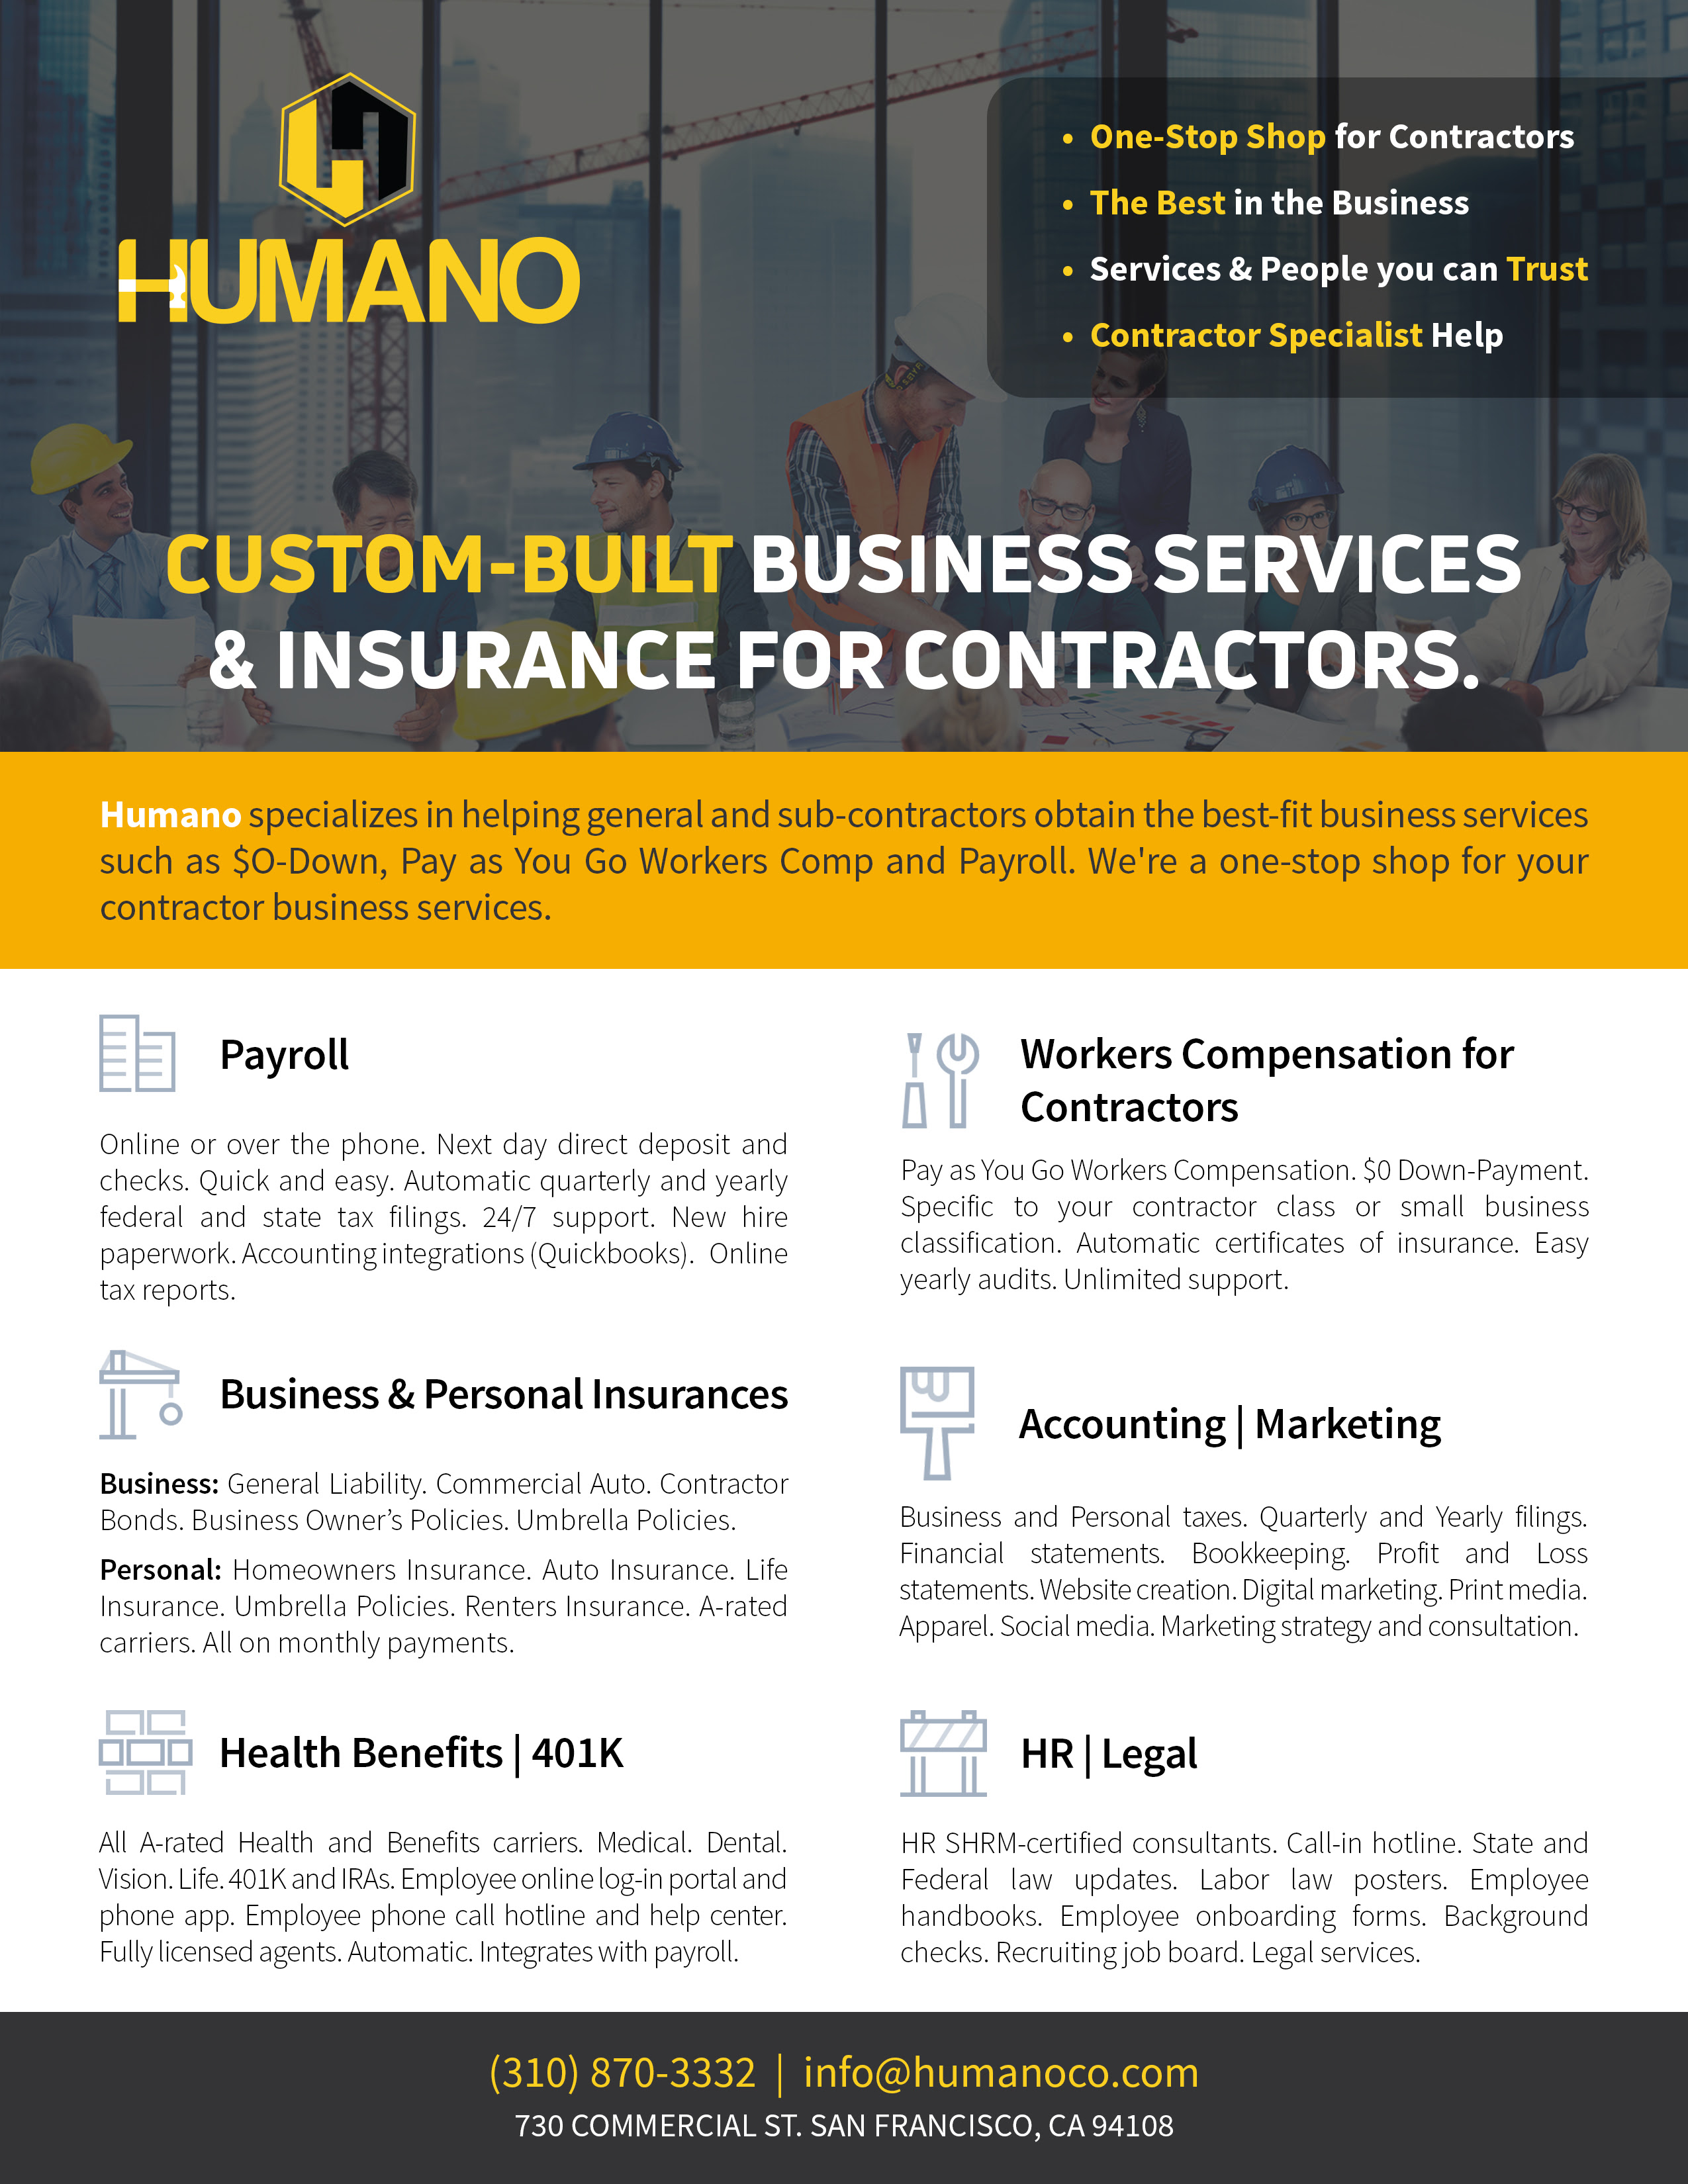 HUMANO
• One-Stop Shop for Contractors
• The Best in the Business
• Services & People you can Trust
• Contractor Specialist Help
CUSTOM-BUILT BUSINESS SERVICES
& INSURANCE FOR CONTRACTORS.
Humano specializes in helping general and sub-contractors obtain the best-fit business services
such as $O-Down, Pay as You Go Workers Comp and Payroll. We're a one-stop shop for your
contractor business services.
Payroll
Online or over the phone. Next day direct deposit and
checks. Quick and easy. Automatic quarterly and yearly
federal and state tax filings. 24/7 support. New hire
paperwork. Accounting integrations (Quickbooks). Online
tax reports.
Workers Compensation for
Contractors
Pay as You Go Workers Compensation. $0 Down-Payment.
Specific to your contractor class or small business
classification. Automatic certificates of insurance. Easy
yearly audits. Unlimited support.
Business & Personal Insurances
Business: General Liability. Commercial Auto. Contractor
Bonds. Business Owner’s Policies. Umbrella Policies.
Personal: Homeowners Insurance. Auto Insurance. Life
Insurance. Umbrella Policies. Renters Insurance. A-rated
carriers. All on monthly payments.
Accounting | Marketing
Business and Personal taxes. Quarterly and Yearly filings.
Financial statements. Bookkeeping. Profit and Loss
statements. Website creation. Digital marketing. Print media.
Apparel. Social media. Marketing strategy and consultation.
Health Benefits | 401K
All A-rated Health and Benefits carriers. Medical. Dental.
Vision. Life. 401K and IRAs. Employee online log-in portal and
phone app. Employee phone call hotline and help center.
Fully licensed agents. Automatic. Integrates with payroll.
HR | Legal
HR SHRM-certified consultants. Call-in hotline. State and
Federal law updates. Labor law posters. Employee
handbooks. Employee onboarding forms. Background
checks. Recruiting job board. Legal services.
(310) 870-3332 | info@humanoco.com
730 COMMERCIAL ST. SAN FRANCISCO, CA 94108